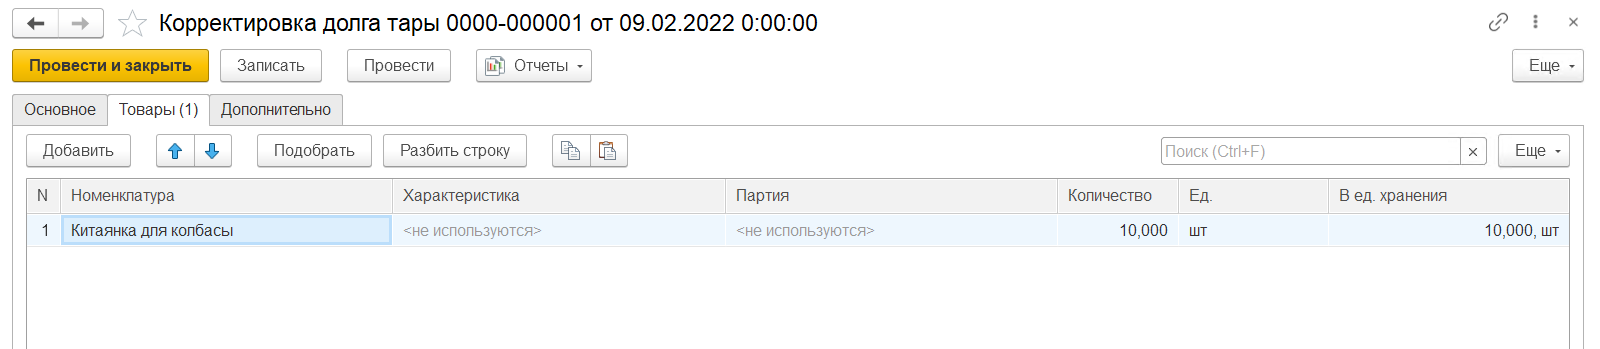 Корректировка долга тары 0000-000001 от 09.02.2022 0:00:00
Провести и закрыть Записать Провести Отчеты Еще
Основное Товары (1) Дополнительно
Добавить Подобрать Разбить строку Поиск (Ctrl+F) × Еще
N Номенклатура Характеристика Партия Количество Ед. В ед. хранения
1 Китаянка для колбасы <не используются> <не используются> 10,000 шт 10,000, шт